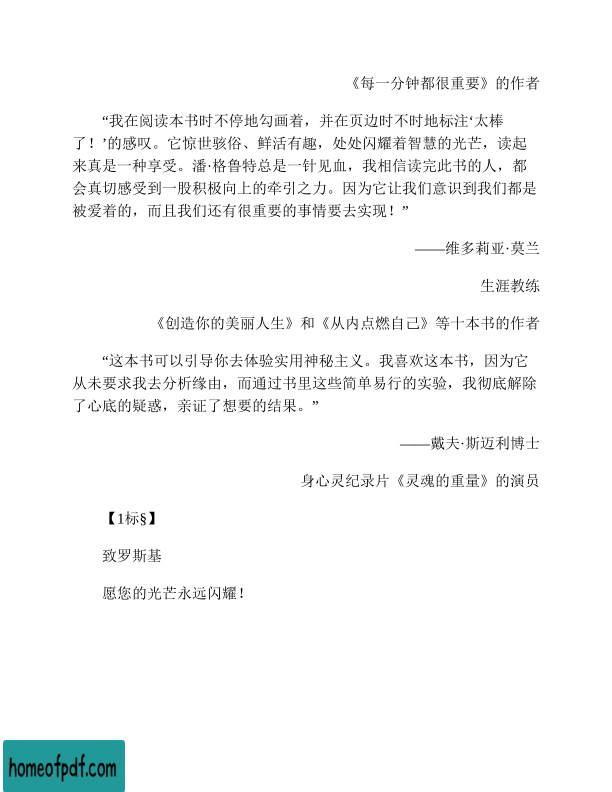 《每一分钟都很重要》的作者
“我在阅读本书时不停地勾画着，并在页边时不时地标注‘太棒
了！’的感叹。它惊世骇俗、鲜活有趣，处处闪耀着智慧的光芒，读起
来真是一种享受。潘·格鲁特总是一针见血，我相信读完此书的人，都
会真切感受到一股积极向上的牵引之力。因为它让我们意识到我们都是
被爱着的，而且我们还有很重要的事情要去实现！”
——维多莉亚·莫兰
生涯教练
《创造你的美丽人生》和《从内点燃自己》等十本书的作者
“这本书可以引导你去体验实用神秘主义。我喜欢这本书，因为它
从未要求我去分析缘由，而通过书里这些简单易行的实验，我彻底解除
了心底的疑惑，亲证了想要的结果。”
——戴夫·斯迈利博士
身心灵纪录片《灵魂的重量》的演员
【1标§】
致罗斯基
愿您的光芒永远闪耀！
homeofpdf.com